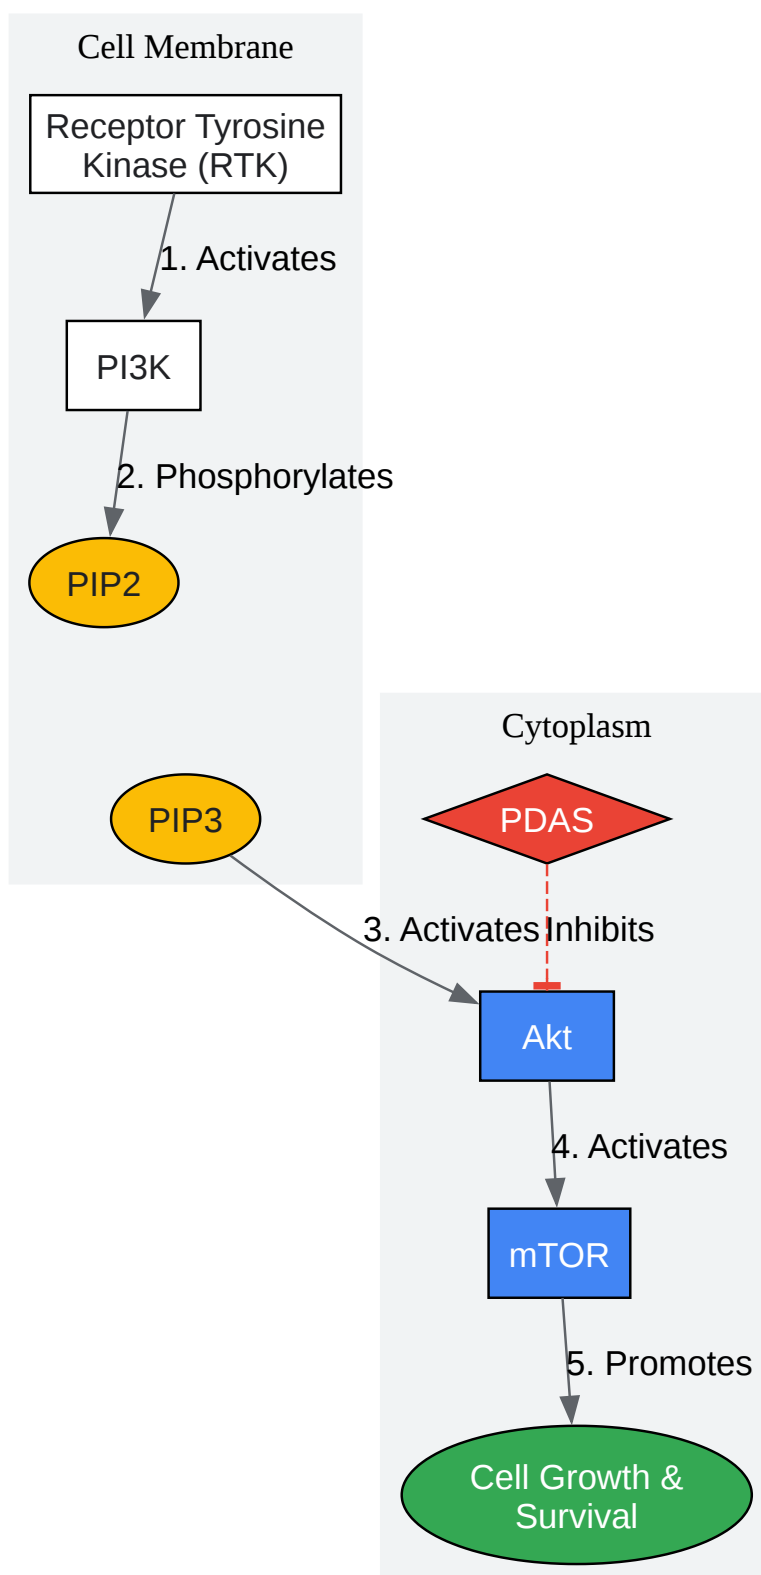 Cell Membrane
Receptor Tyrosine
Kinase (RTK)
1. Activates
PI3K
2. Phosphorylates
PIP2
Cytoplasm
PIP3
PDAS
3. Activates
Inhibits
Akt
4. Activates
mTOR
5. Promotes
Cell Growth &
Survival